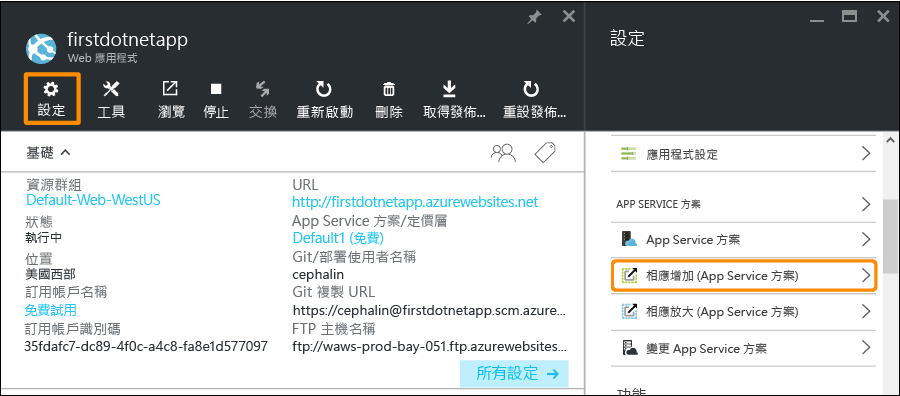 firstdotnetapp
Web 應用程式
設定
工具
瀏覽
停止
交換
重新啟動
刪除
取得發佈...
重設發佈...
基礎
資源群組
Default-Web-WestUS
狀態
執行中
位置
美國西部
訂用帳戶名稱
免費試用
訂用帳戶識別碼
35fdafc7-dc89-4f0c-a4c8-fa8e1d577097
URL
http://firstdotnetapp.azurewebsites.net
App Service 方案/定價層
Default1 (免費)
Git/部署使用者名稱
cephalin
Git 複製 URL
https://cephalin@firstdotnetapp.scm.azure...
FTP 主機名稱
ftp://waws-prod-bay-051.ftp.azurewebsites...
所有設定
設定
應用程式設定
APP SERVICE 方案
App Service 方案
相應增加 (App Service 方案)
相應放大 (App Service 方案)
變更 App Service 方案
功能